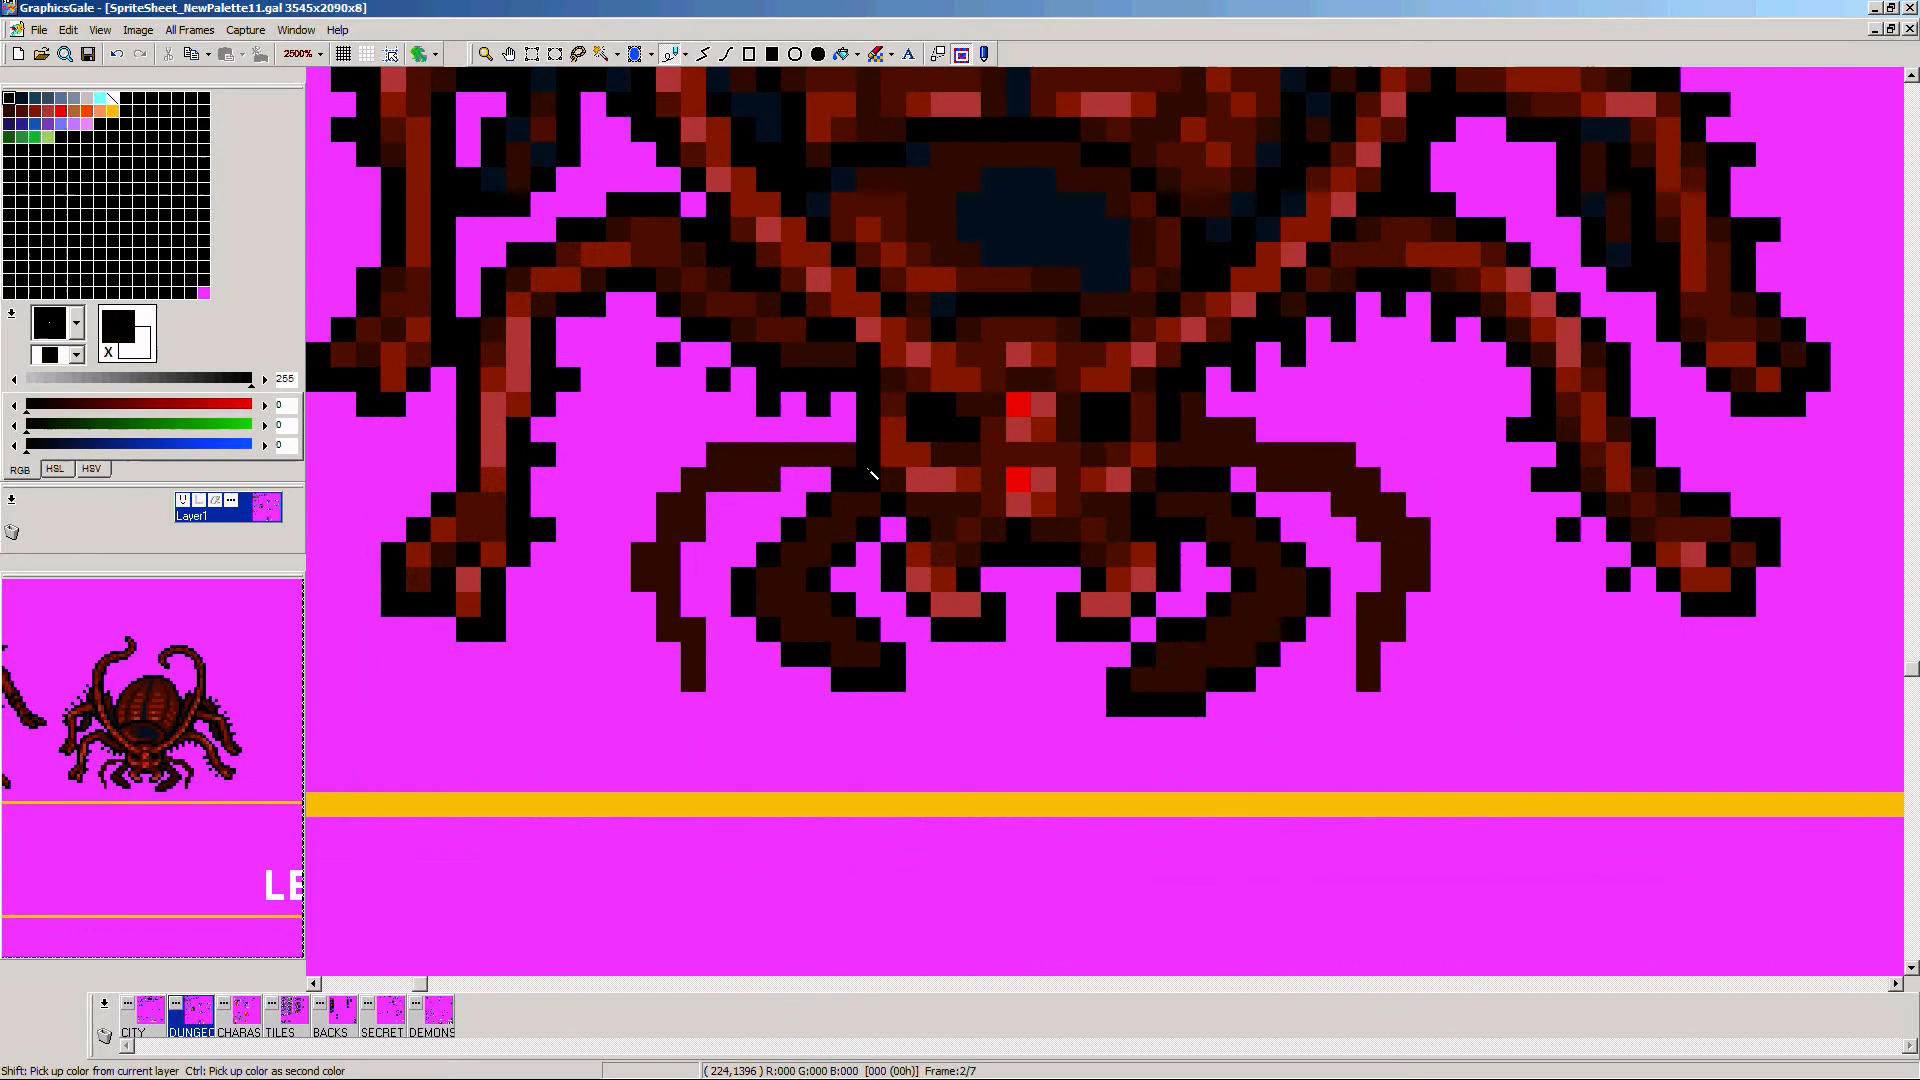 GraphicsGale - [SpriteSheet_NewPalette11.gal 3545x2090x8]
File Edit View Image All Frames Capture Window Help
2500%
A
X
255
0
0
0
RGB HSL HSV
Layer1
LE
CITY DUNGEC CHARAS TILES BACKS SECRET DEMONS
Shift: Pick up color from current layer Ctrl: Pick up color as second color
( 224,1396 ) R:000 G:000 B:000 [000 (00h)] Frame:2/7